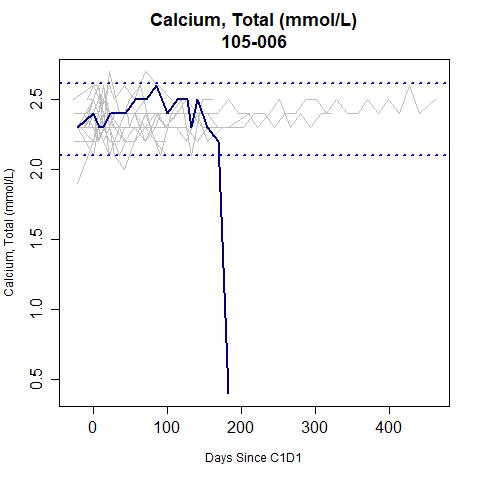 Calcium, Total (mmol/L)
105-006
Calcium, Total (mmol/L)
2.5
2.0
1.5
1.0
0.5
0 100 200 300 400
Days Since C1D1